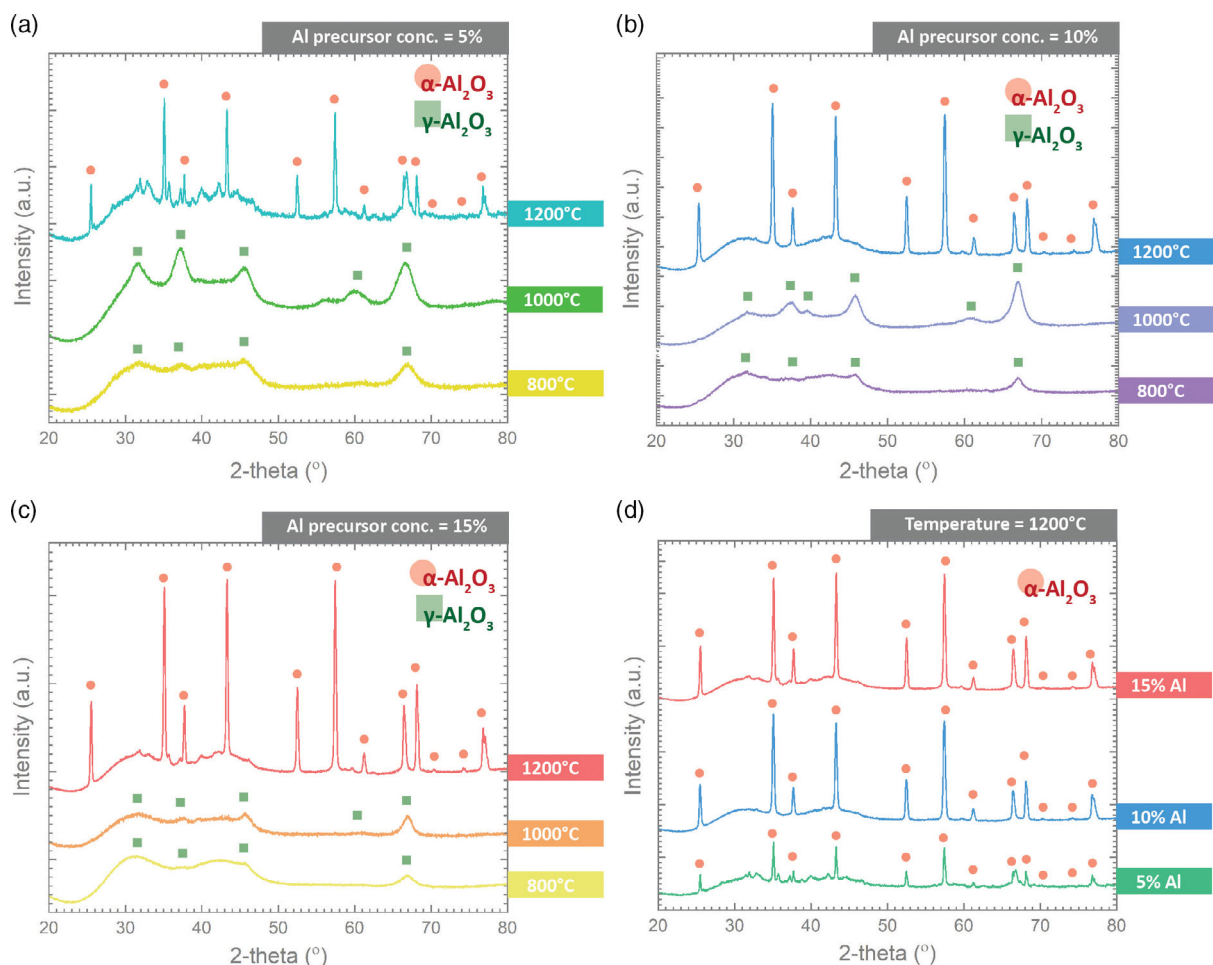 (a)
Al precursor conc. = 5%
α-Al₂O₃
γ-Al₂O₃
1200°C
1000°C
800°C
Intensity (a.u.)
20 30 40 50 60 70 80
2-theta (°)
(b)
Al precursor conc. = 10%
α-Al₂O₃
γ-Al₂O₃
1200°C
1000°C
800°C
Intensity (a.u.)
20 30 40 50 60 70 80
2-theta (°)
(c)
Al precursor conc. = 15%
α-Al₂O₃
γ-Al₂O₃
1200°C
1000°C
800°C
Intensity (a.u.)
20 30 40 50 60 70 80
2-theta (°)
(d)
Temperature = 1200°C
α-Al₂O₃
15% Al
10% Al
5% Al
Intensity (a.u.)
20 30 40 50 60 70 80
2-theta (°)